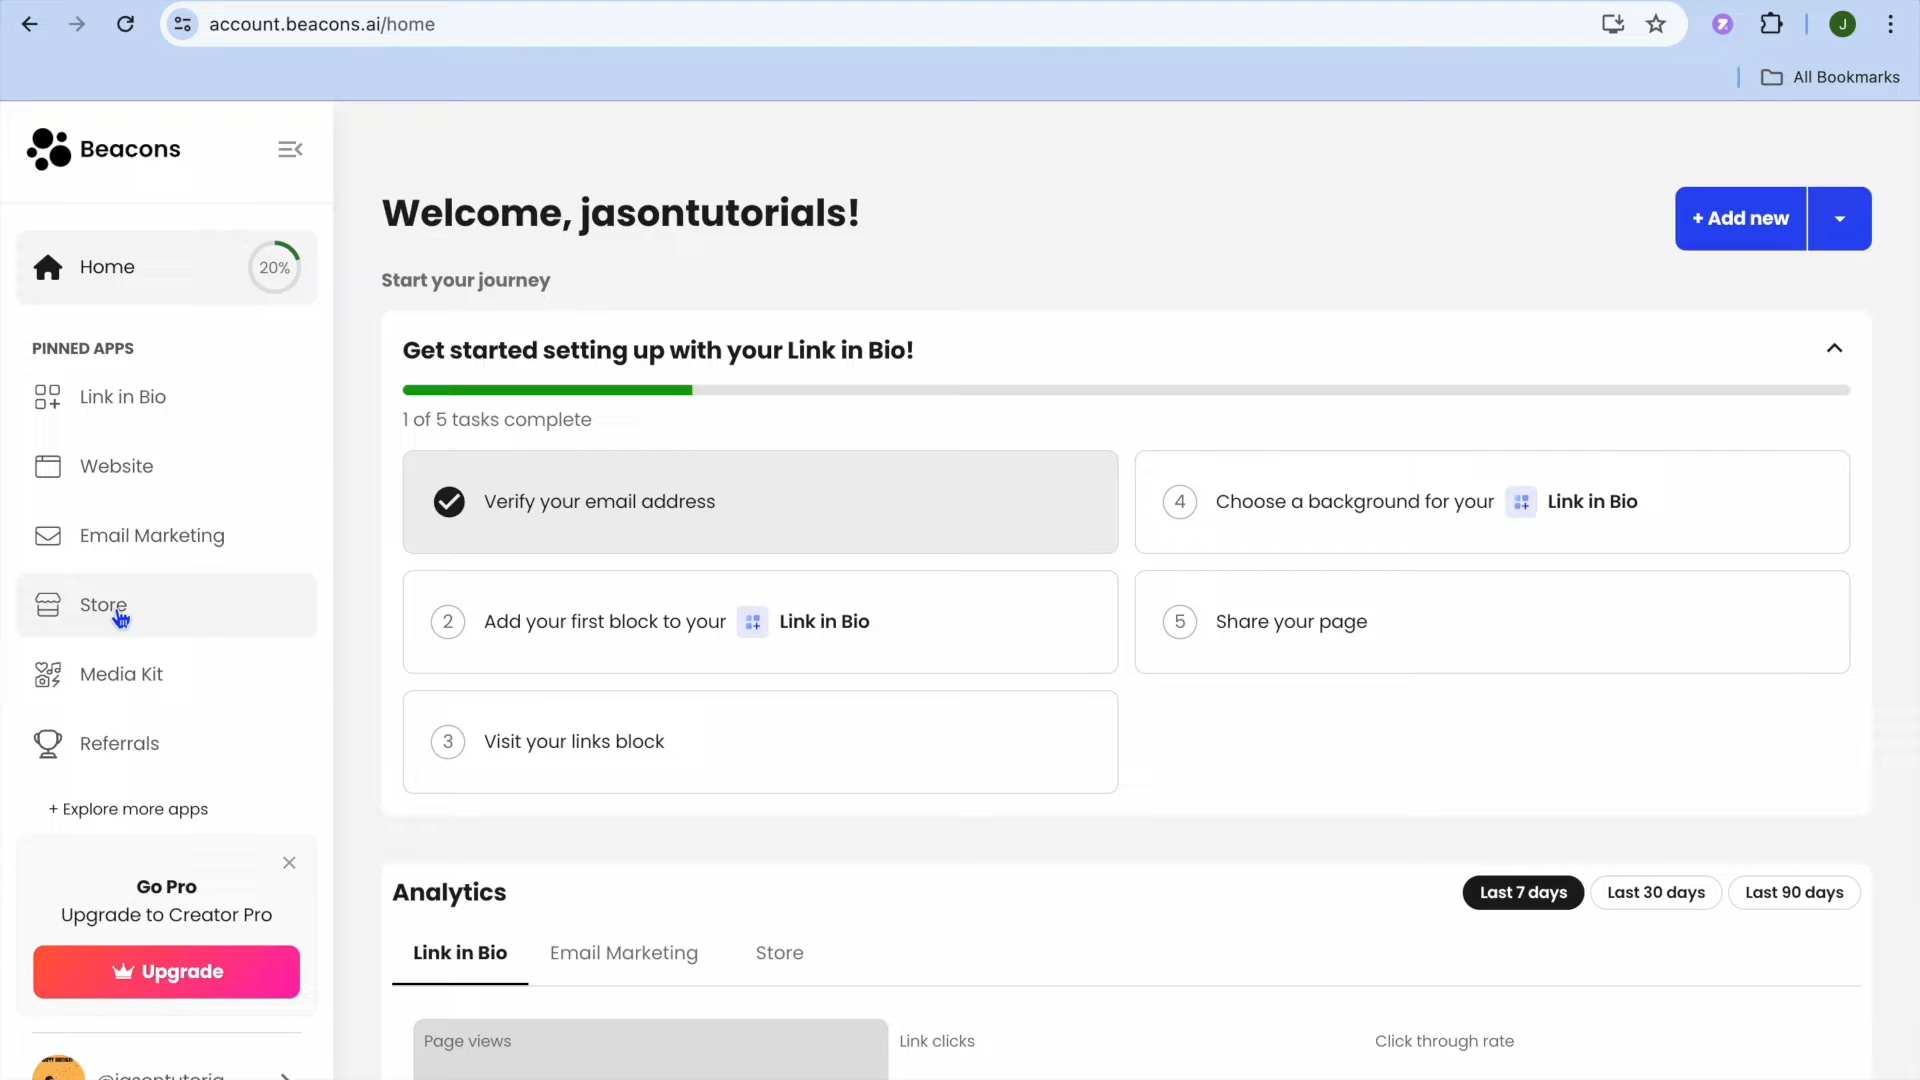 account.beacons.ai/home
J
All Bookmarks
Beacons
Home
20%
PINNED APPS
Link in Bio
Website
Email Marketing
Store
Media Kit
Referrals
+ Explore more apps
Go Pro
Upgrade to Creator Pro
Upgrade
Welcome, jasontutorials!
+ Add new
Start your journey
Get started setting up with your Link in Bio!
1 of 5 tasks complete
Verify your email address
2 Add your first block to your Link in Bio
3 Visit your links block
4 Choose a background for your Link in Bio
5 Share your page
Analytics
Last 7 days
Last 30 days
Last 90 days
Link in Bio
Email Marketing
Store
Page views
Link clicks
Click through rate